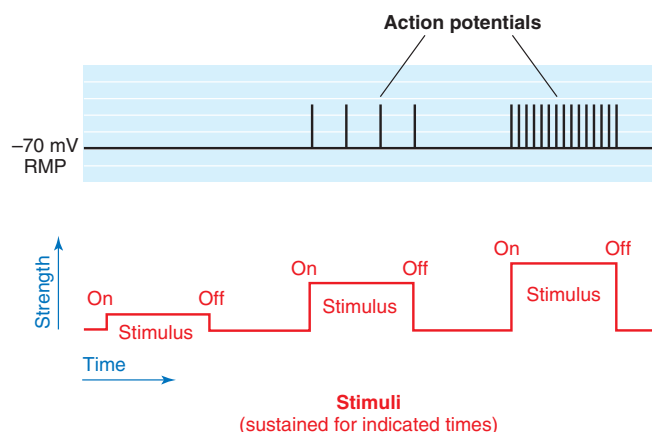 Action potentials
–70 mV
RMP
Strength
On
Off
Stimulus
On
Off
Stimulus
On
Off
Stimulus
Time
Stimuli
(sustained for indicated times)